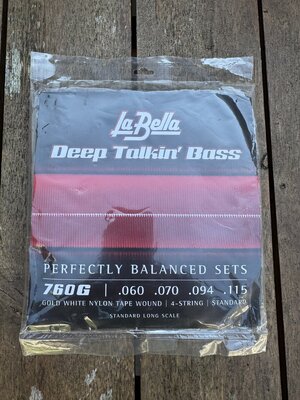 La Bella
Deep Talkin' Bass
PERFECTLY BALANCED SETS
760G | .060 .070 .094 .115
GOLD WHITE NYLON TAPE WOUND | 4-STRING | STANDARD
STANDARD LONG SCALE